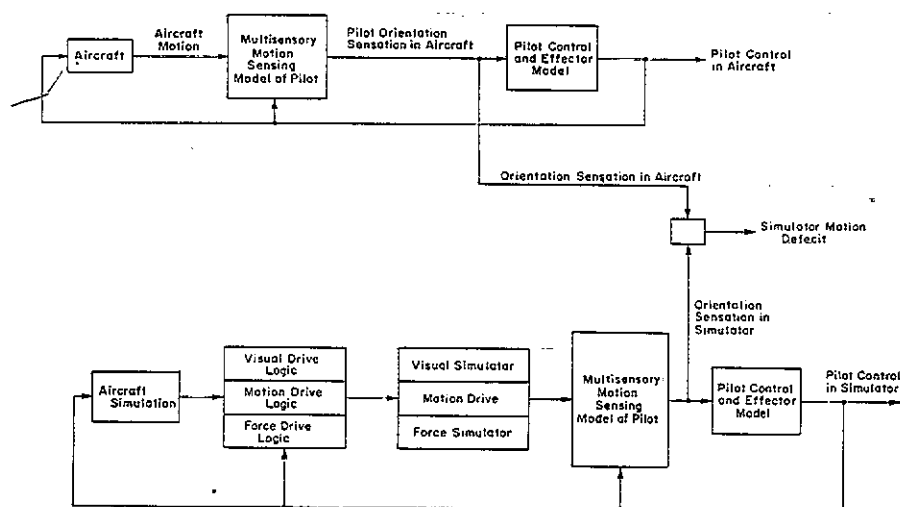 Aircraft
Aircraft
Motion
Multisensory
Motion
Sensing
Model of Pilot
Pilot Orientation
Sensation in Aircraft
Pilot Control
and Effector
Model
Pilot Control
in Aircraft
Orientation Sensation in Aircraft
Simulator Motion
Defecit
Orientation
Sensation in
Simulator
Aircraft
Simulation
Visual Drive
Logic
Motion Drive
Logic
Force Drive
Logic
Visual Simulator
Motion Drive
Force Simulator
Multisensory
Motion
Sensing
Model of Pilot
Pilot Control
and Effector
Model
Pilot Control
in Simulator